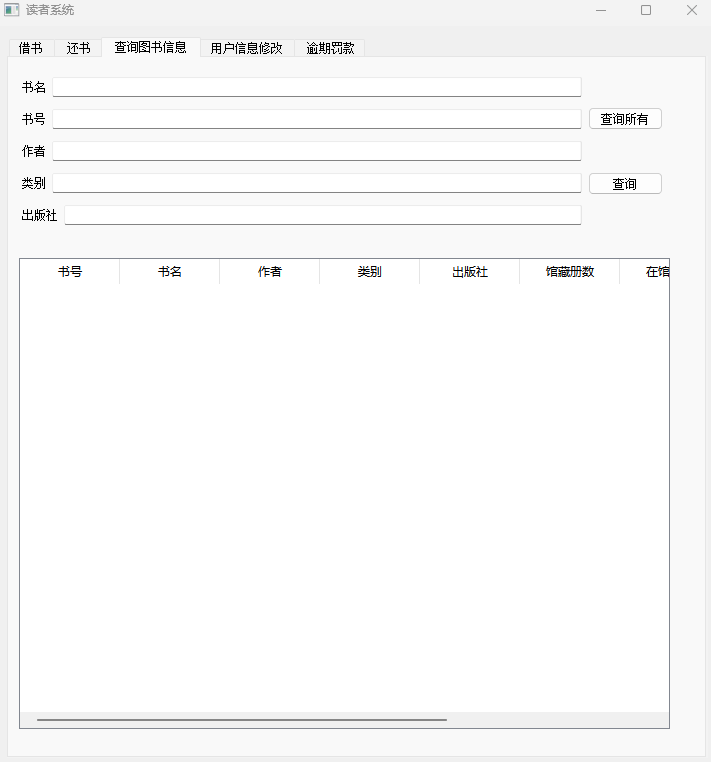 读者系统
借书 还书 查询图书信息 用户信息修改 逾期罚款
书名
书号 查询所有
作者
类别 查询
出版社
书号 书名 作者 类别 出版社 馆藏册数 在馆